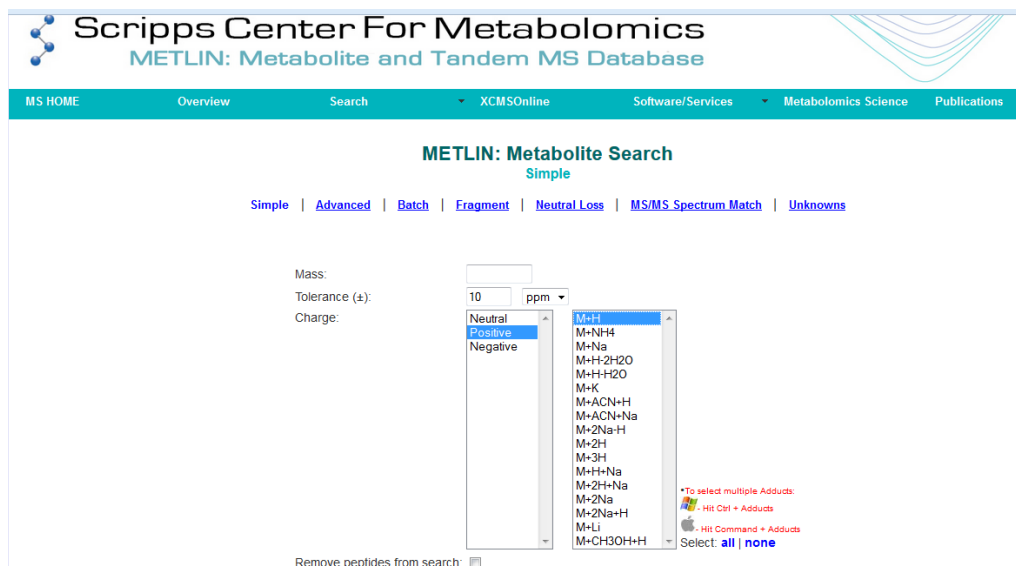 Scripps Center For Metabolomics
METLIN: Metabolite and Tandem MS Database
MS HOME Overview Search XCMSOnline Software/Services Metabolomics Science Publications
METLIN: Metabolite Search
Simple
Simple | Advanced | Batch | Fragment | Neutral Loss | MS/MS Spectrum Match | Unknowns
Mass:
Tolerance (±): 10 ppm
Charge:
Neutral
Positive
Negative
M+H
M+NH4
M+Na
M+H-2H2O
M+H-H2O
M+K
M+ACN+H
M+ACN+Na
M+2Na-H
M+2H
M+3H
M+H+Na
M+2H+Na
M+2Na
M+2Na+H
M+Li
M+CH3OH+H
*To select multiple Adducts:
- Hit Ctrl + Adducts
- Hit Command + Adducts
Select: all | none
Remove peptides from search: